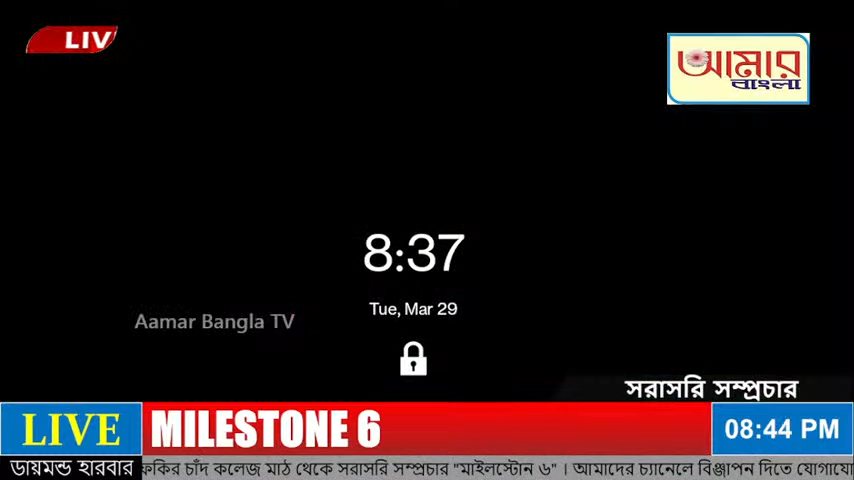 LIV
আমার
বাংলা
8:37
Tue, Mar 29
Aamar Bangla TV
সরাসরি সম্প্রচার
LIVE
MILESTONE 6
08:44 PM
ডায়মন্ড হারবার
ফকির চাঁদ কলেজ মাঠ থেকে সরাসরি সম্প্রচার "মাইলস্টোন ৬" । আমাদের চ্যানেলে বিজ্ঞাপন দিতে যোগাযো